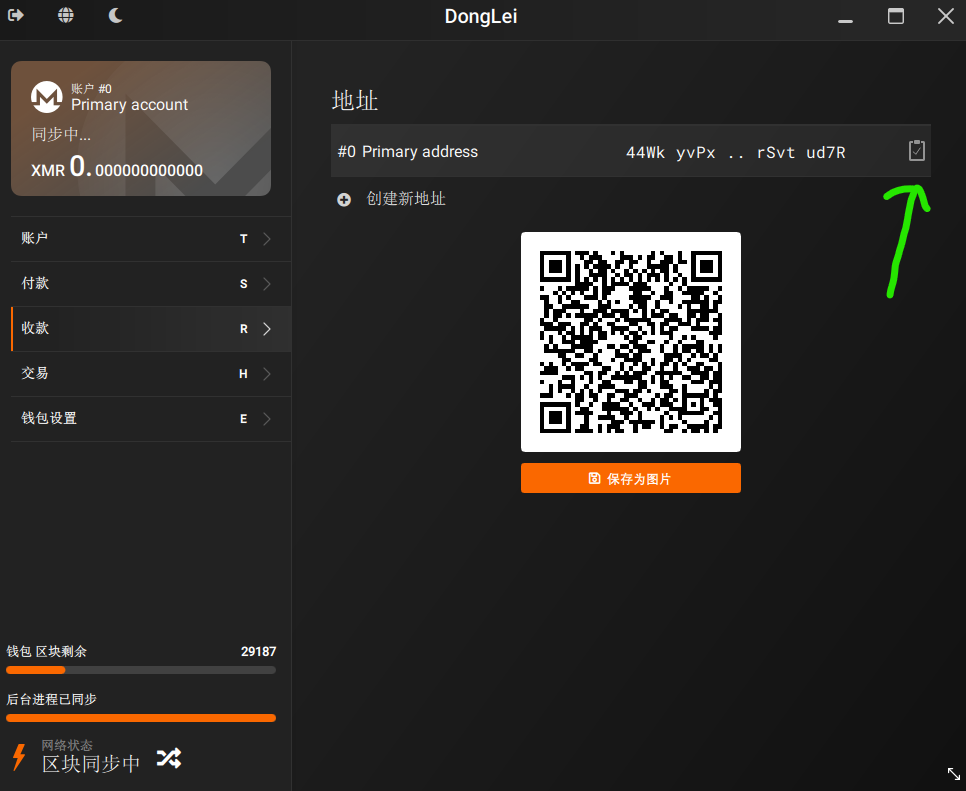 DongLei
账户 #0
Primary account
同步中...
XMR 0.000000000000
账户 T
付款 S
收款 R
交易 H
钱包设置 E
钱包 区块剩余 29187
后台进程已同步
网络状态
区块同步中
地址
#0 Primary address 44Wk yvPx .. rSvt ud7R
创建新地址
保存为图片